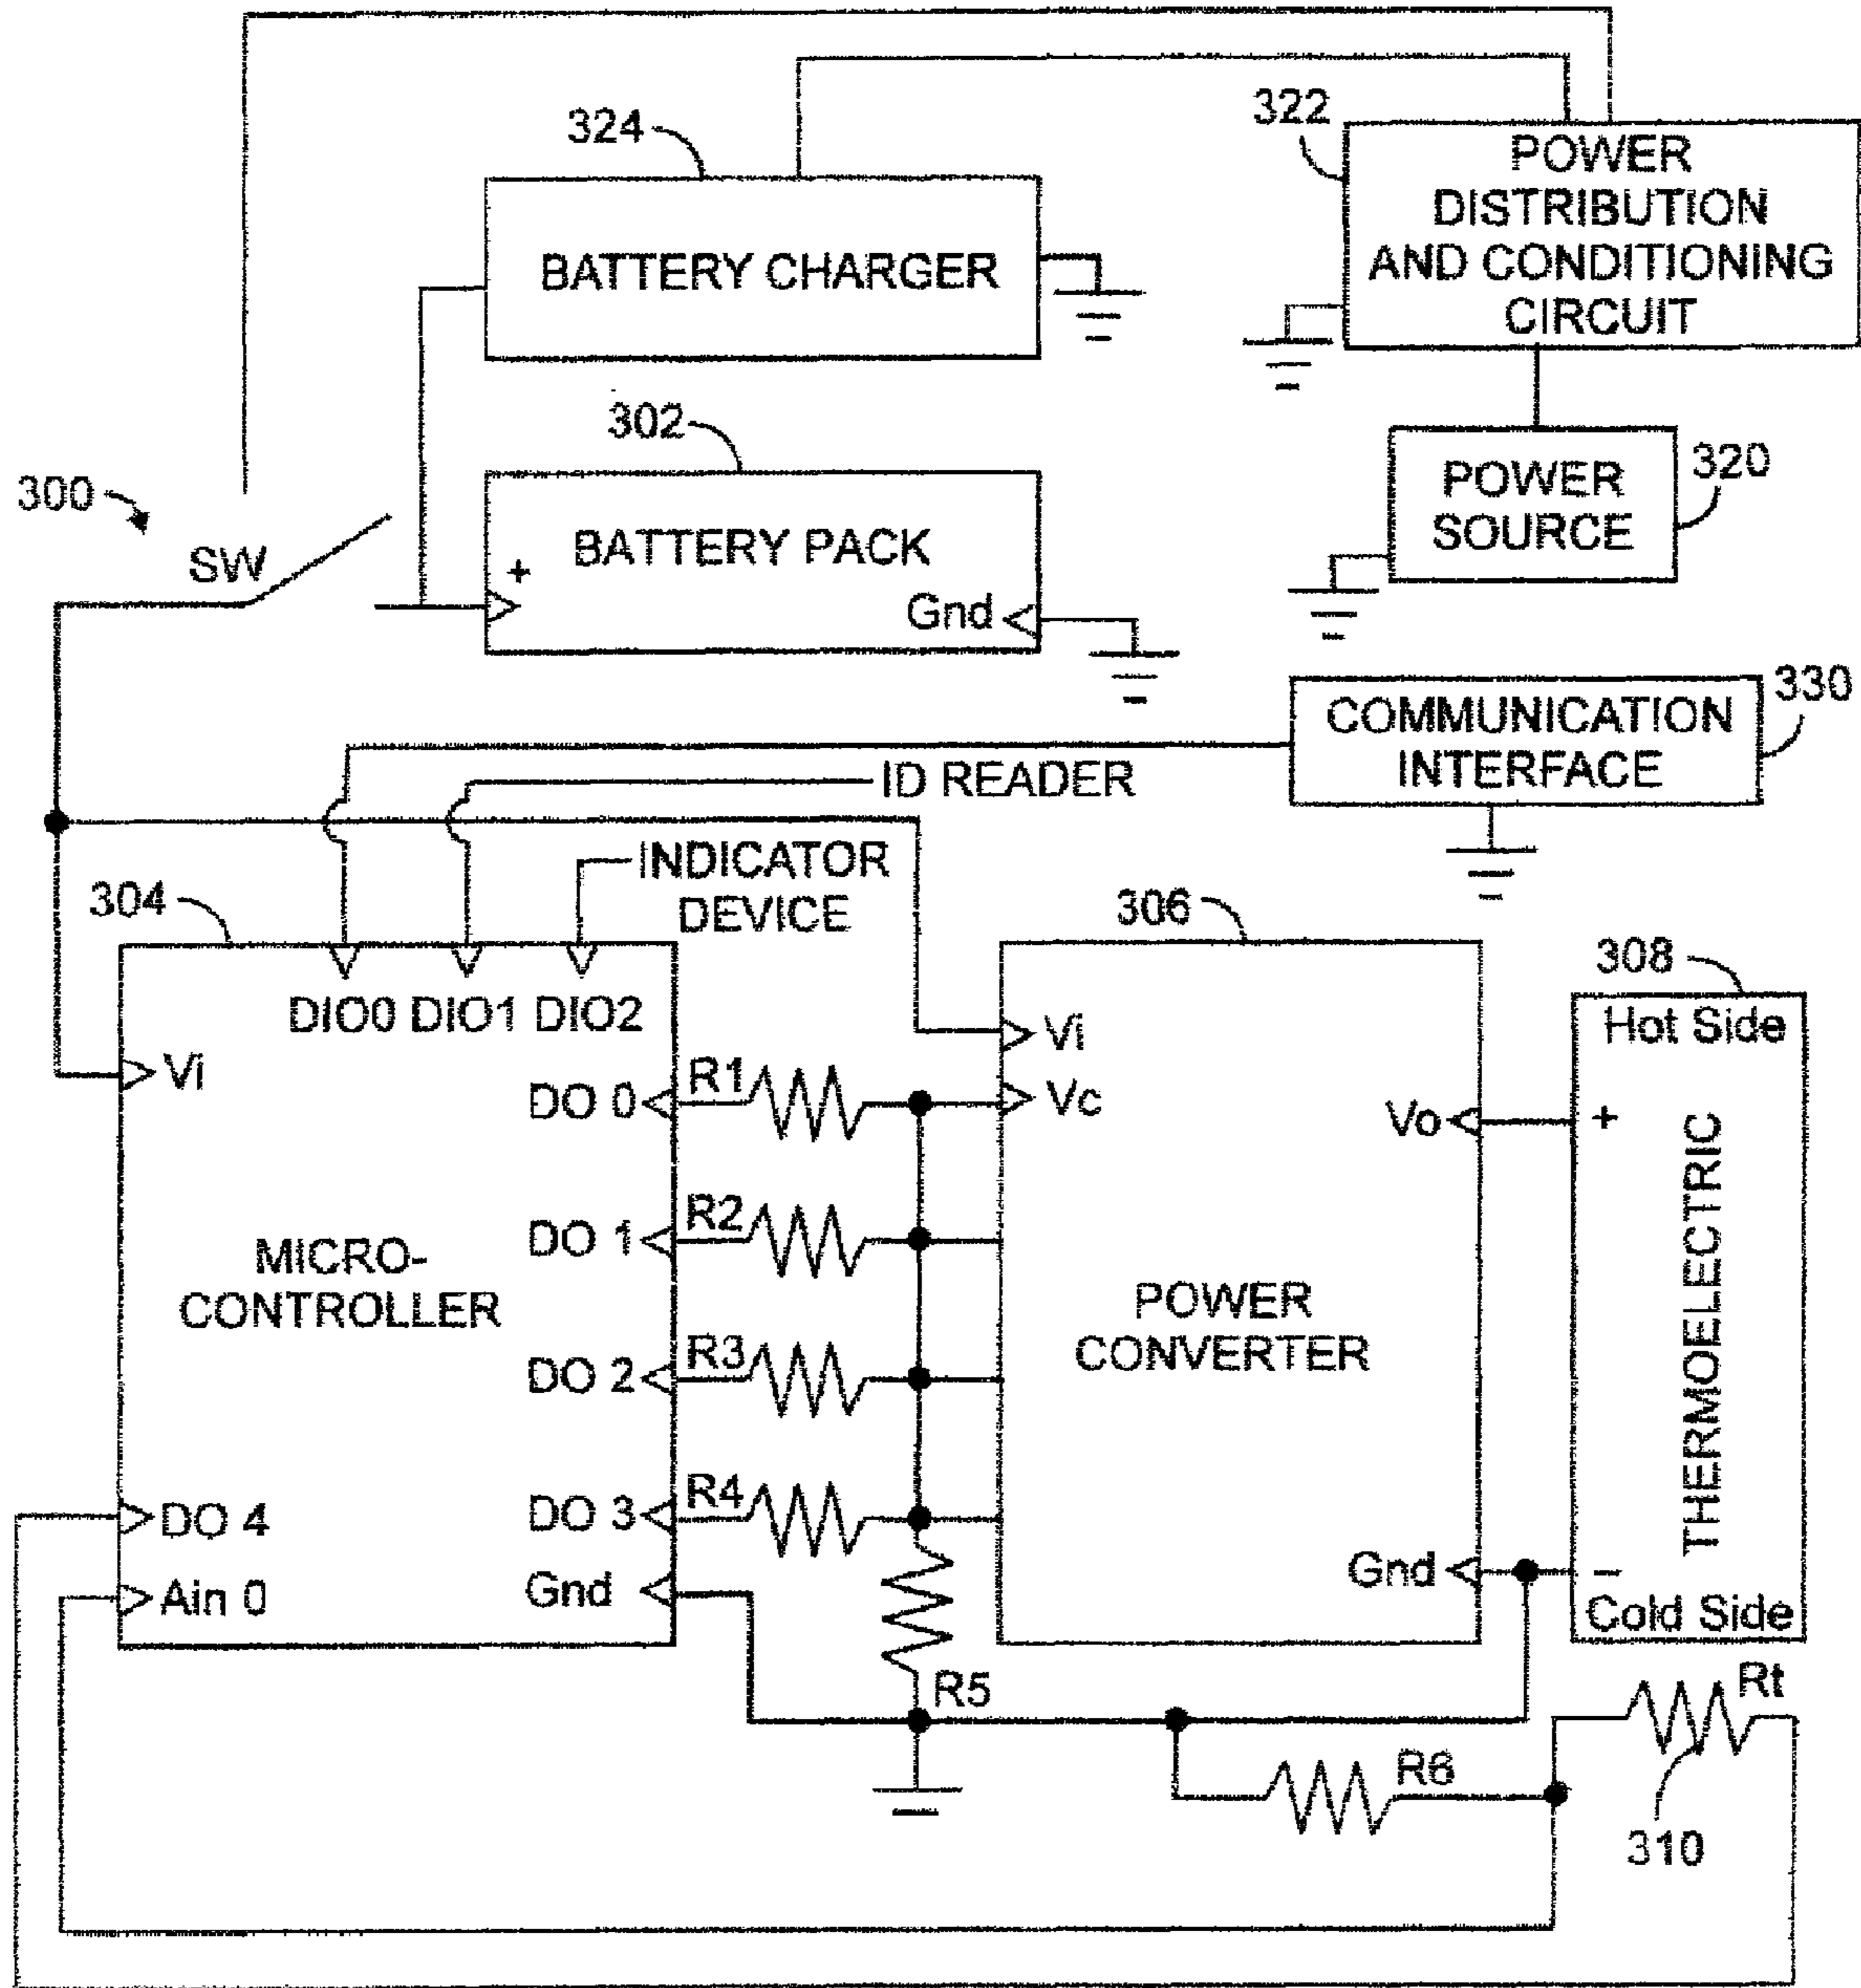 324
322
POWER
DISTRIBUTION
AND CONDITIONING
CIRCUIT
BATTERY CHARGER
302
300
SW
BATTERY PACK
+
Gnd
POWER
SOURCE
320
COMMUNICATION
INTERFACE
330
ID READER
INDICATOR
DEVICE
304
306
308
DIO0 DIO1 DIO2
Hot Side
Vi
Vi
R1
DO 0
Vc
Vo
+
THERMOELECTRIC
R2
DO 1
MICRO-
CONTROLLER
POWER
CONVERTER
R3
DO 2
R4
DO 4
DO 3
Gnd
−
Ain 0
Gnd
Cold Side
R5
Rt
R6
310